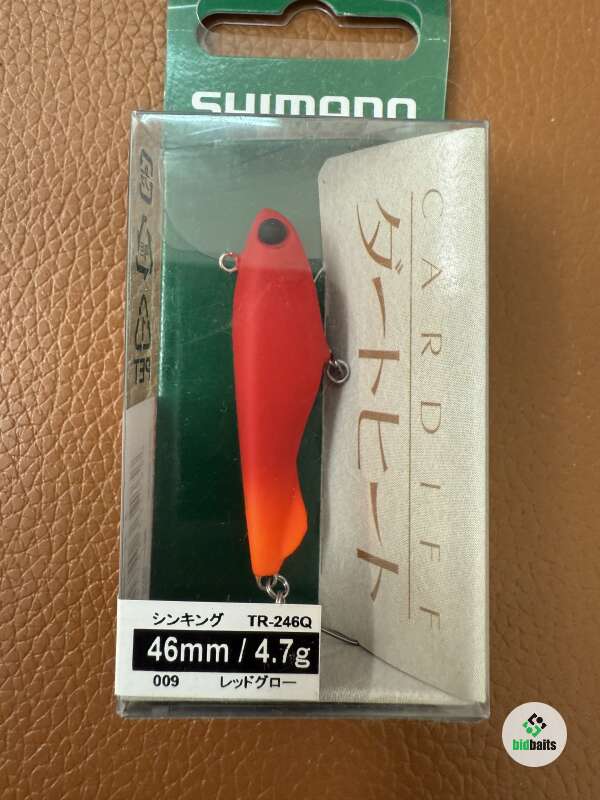 SHIMANO
CARDIFF
ダートヒート
PET
シンキング TR-246Q
46mm / 4.7g
009 レッドグロー
bidbaits